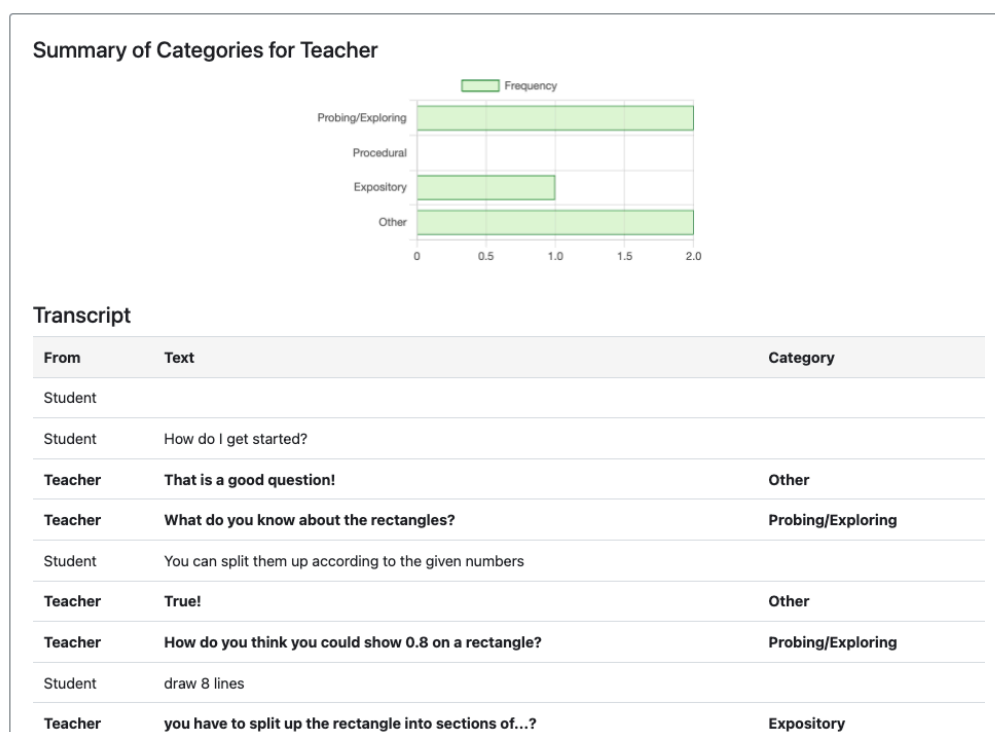 Summary of Categories for Teacher
Frequency
Probing/Exploring
Procedural
Expository
Other
0 0.5 1.0 1.5 2.0
Transcript
From Text Category
Student
Student How do I get started?
Teacher That is a good question! Other
Teacher What do you know about the rectangles? Probing/Exploring
Student You can split them up according to the given numbers
Teacher True! Other
Teacher How do you think you could show 0.8 on a rectangle? Probing/Exploring
Student draw 8 lines
Teacher you have to split up the rectangle into sections of...? Expository